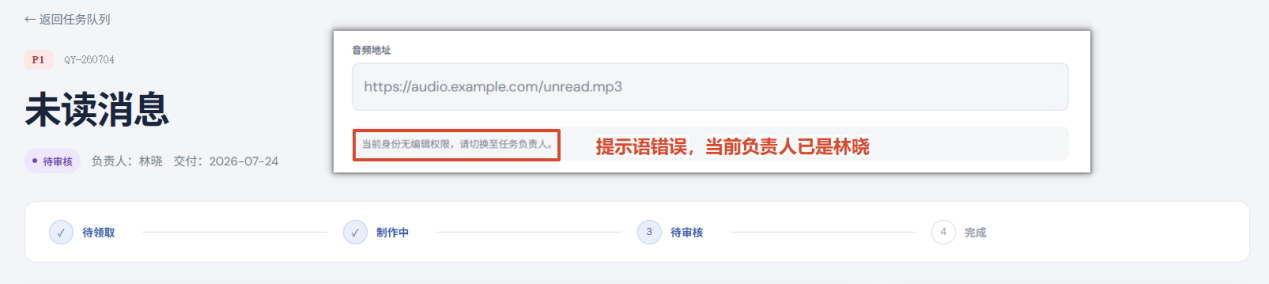 ← 返回任务队列
P1 QY-260704
未读消息
待审核 负责人：林晓 交付：2026-07-24
音频地址
https://audio.example.com/unread.mp3
当前身份无编辑权限，请切换至任务负责人。
提示语错误，当前负责人已是林晓
✓ 待领取 ✓ 制作中 3 待审核 4 完成